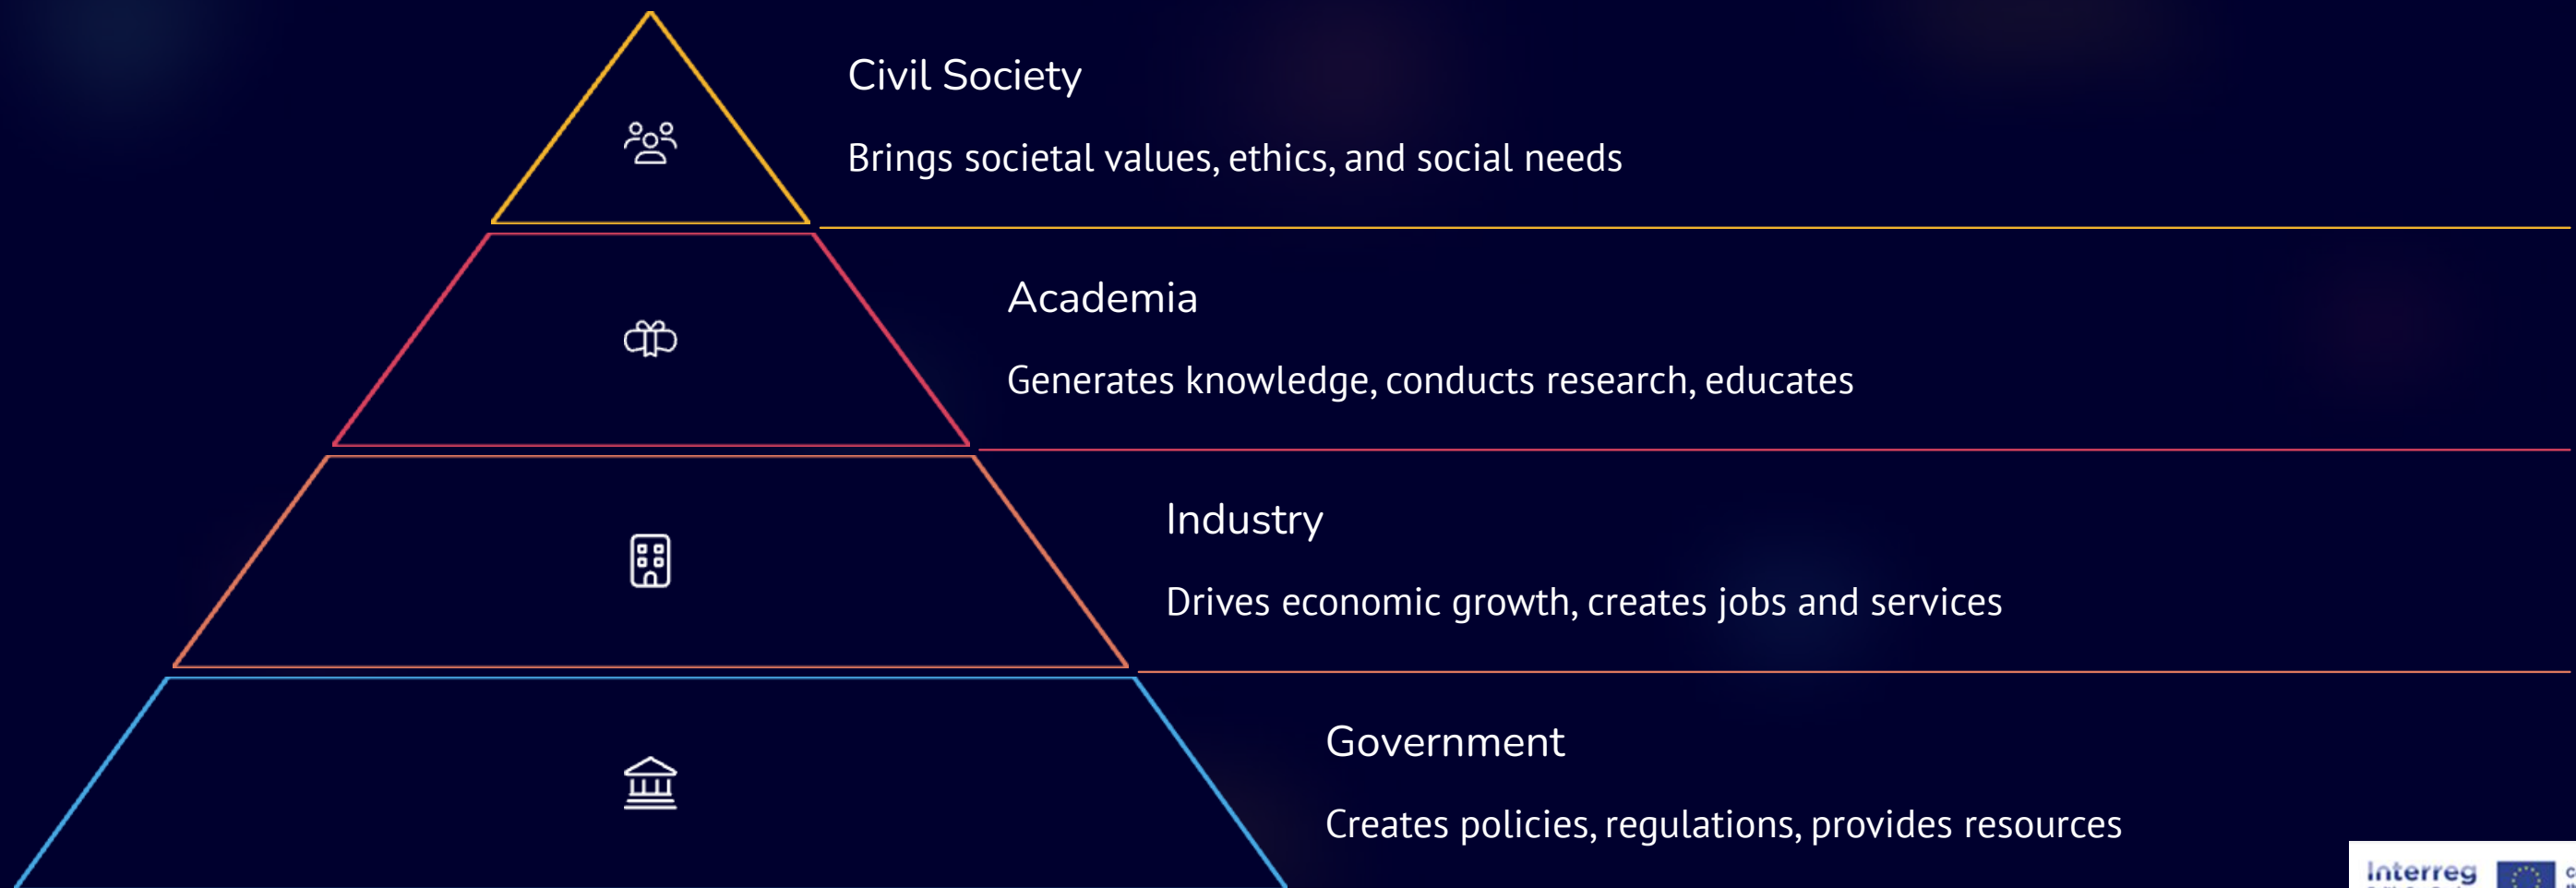 Civil Society
Brings societal values, ethics, and social needs
Academia
Generates knowledge, conducts research, educates
Industry
Drives economic growth, creates jobs and services
Government
Creates policies, regulations, provides resources
Interreg